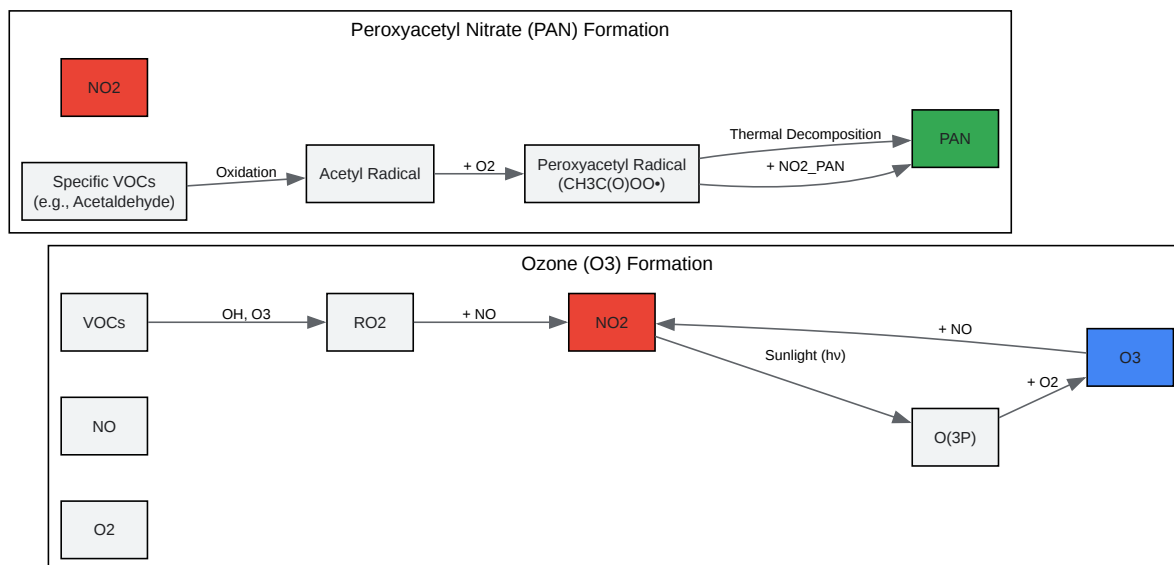 Peroxyacetyl Nitrate (PAN) Formation
NO2
Specific VOCs
(e.g., Acetaldehyde)
Oxidation
Acetyl Radical
+ O2
Peroxyacetyl Radical
(CH3C(O)OO•)
Thermal Decomposition
+ NO2_PAN
PAN
Ozone (O3) Formation
VOCs
OH, O3
RO2
+ NO
NO2
+ NO
Sunlight (hν)
O3
+ O2
O(3P)
NO
O2